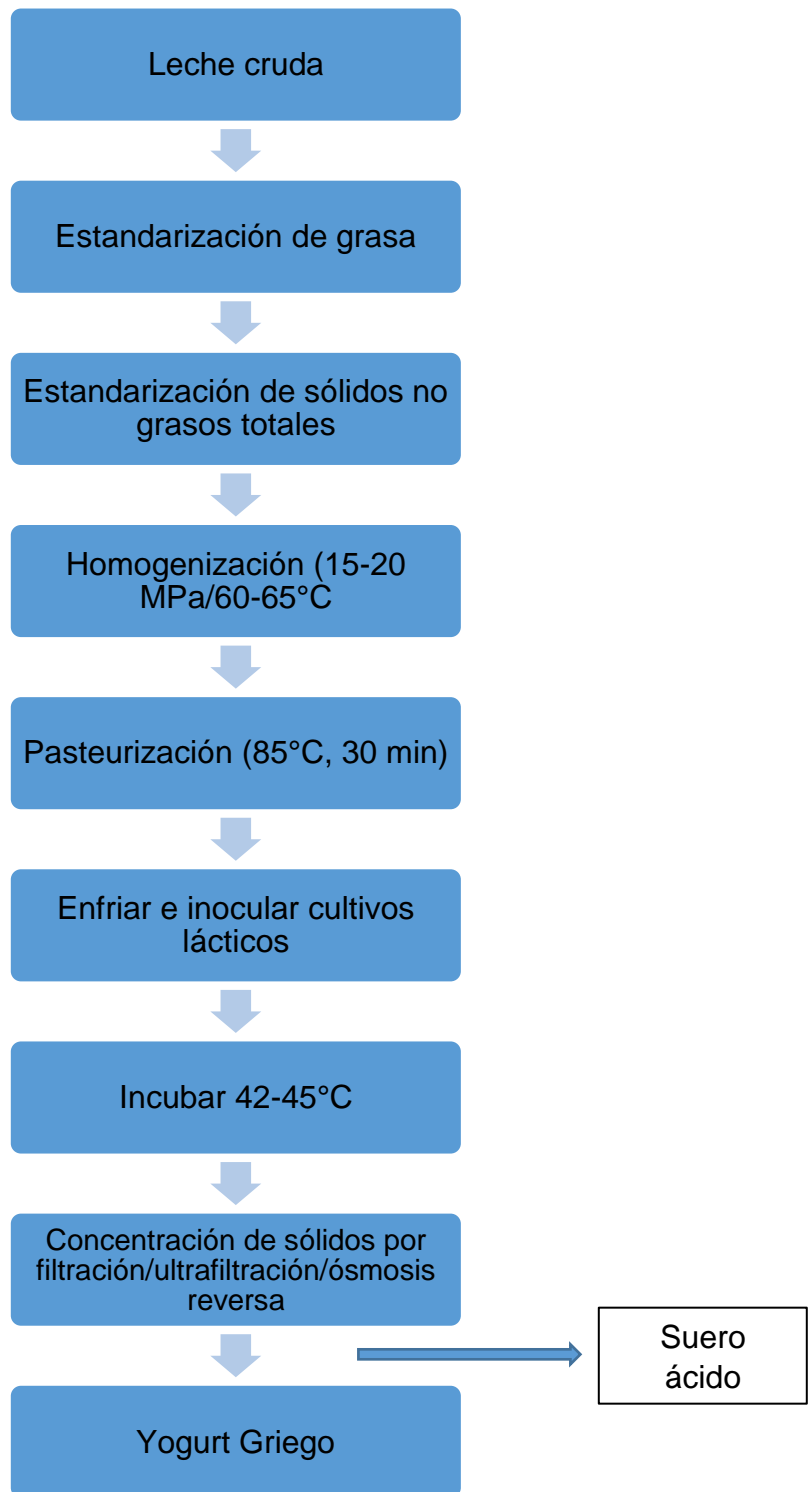 Leche cruda
Estandarización de grasa
Estandarización de sólidos no
grasos totales
Homogenización (15-20
MPa/60-65°C
Pasteurización (85°C, 30 min)
Enfriar e inocular cultivos
lácticos
Incubar 42-45°C
Concentración de sólidos por
filtración/ultrafiltración/ósmosis
reversa
Suero
ácido
Yogurt Griego